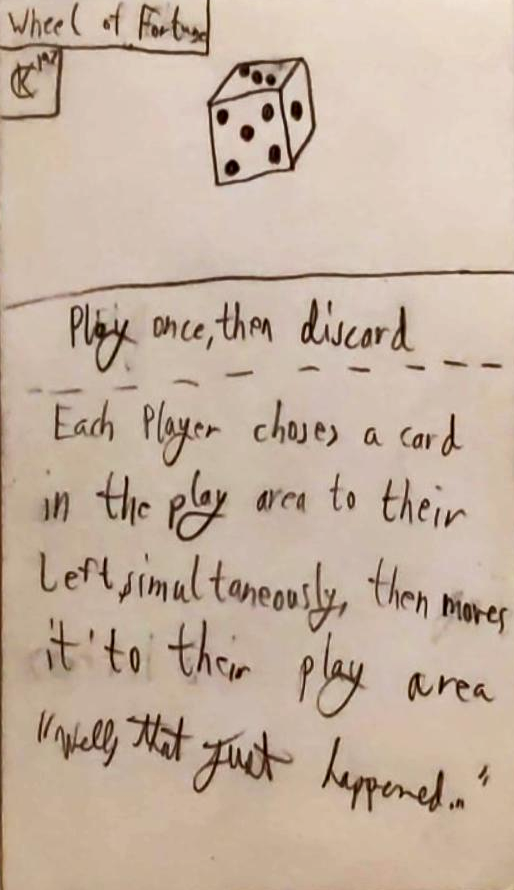 Wheel of Fortune
Play once, then discard
Each Player choses a card
in the play area to their
Left, simultaneously, then moves
it to their play area
"Well, that just happened..."